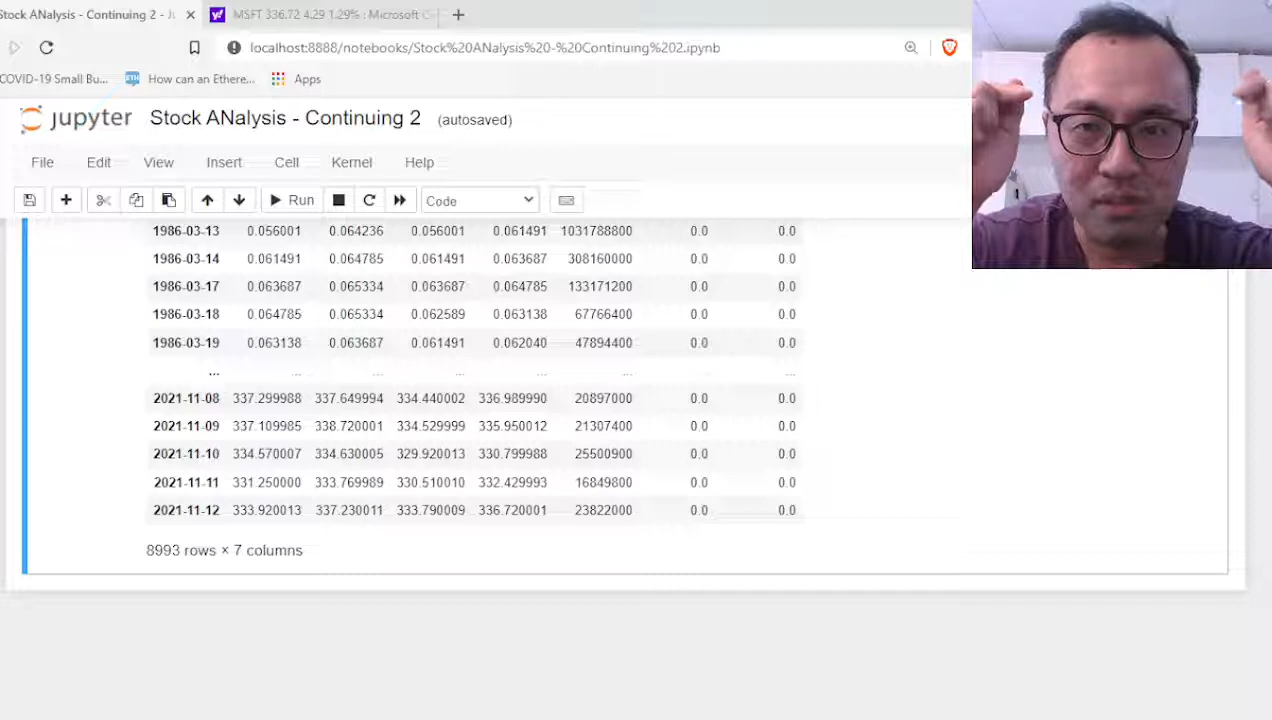 Stock ANalysis - Continuing 2 - Ju
MSFT 336.72 4.29 1.29% : Microsoft C
localhost:8888/notebooks/Stock%20ANalysis%20-%20Continuing%202.ipynb
COVID-19 Small Bu...
ETH
How can an Ethere...
Apps
jupyter
Stock ANalysis - Continuing 2
(autosaved)
File Edit View Insert Cell Kernel Help
Run
Code
1986-03-13 0.056001 0.064236 0.056001 0.061491 1031788800 0.0 0.0
1986-03-14 0.061491 0.064785 0.061491 0.063687 308160000 0.0 0.0
1986-03-17 0.063687 0.065334 0.063687 0.064785 133171200 0.0 0.0
1986-03-18 0.064785 0.065334 0.062589 0.063138 67766400 0.0 0.0
1986-03-19 0.063138 0.063687 0.061491 0.062040 47894400 0.0 0.0
... ... ... ... ... ... ... ...
2021-11-08 337.299988 337.649994 334.440002 336.989990 20897000 0.0 0.0
2021-11-09 337.109985 338.720001 334.529999 335.950012 21307400 0.0 0.0
2021-11-10 334.570007 334.630005 329.920013 330.799988 25500900 0.0 0.0
2021-11-11 331.250000 333.769989 330.510010 332.429993 16849800 0.0 0.0
2021-11-12 333.920013 337.230011 333.790009 336.720001 23822000 0.0 0.0
8993 rows × 7 columns